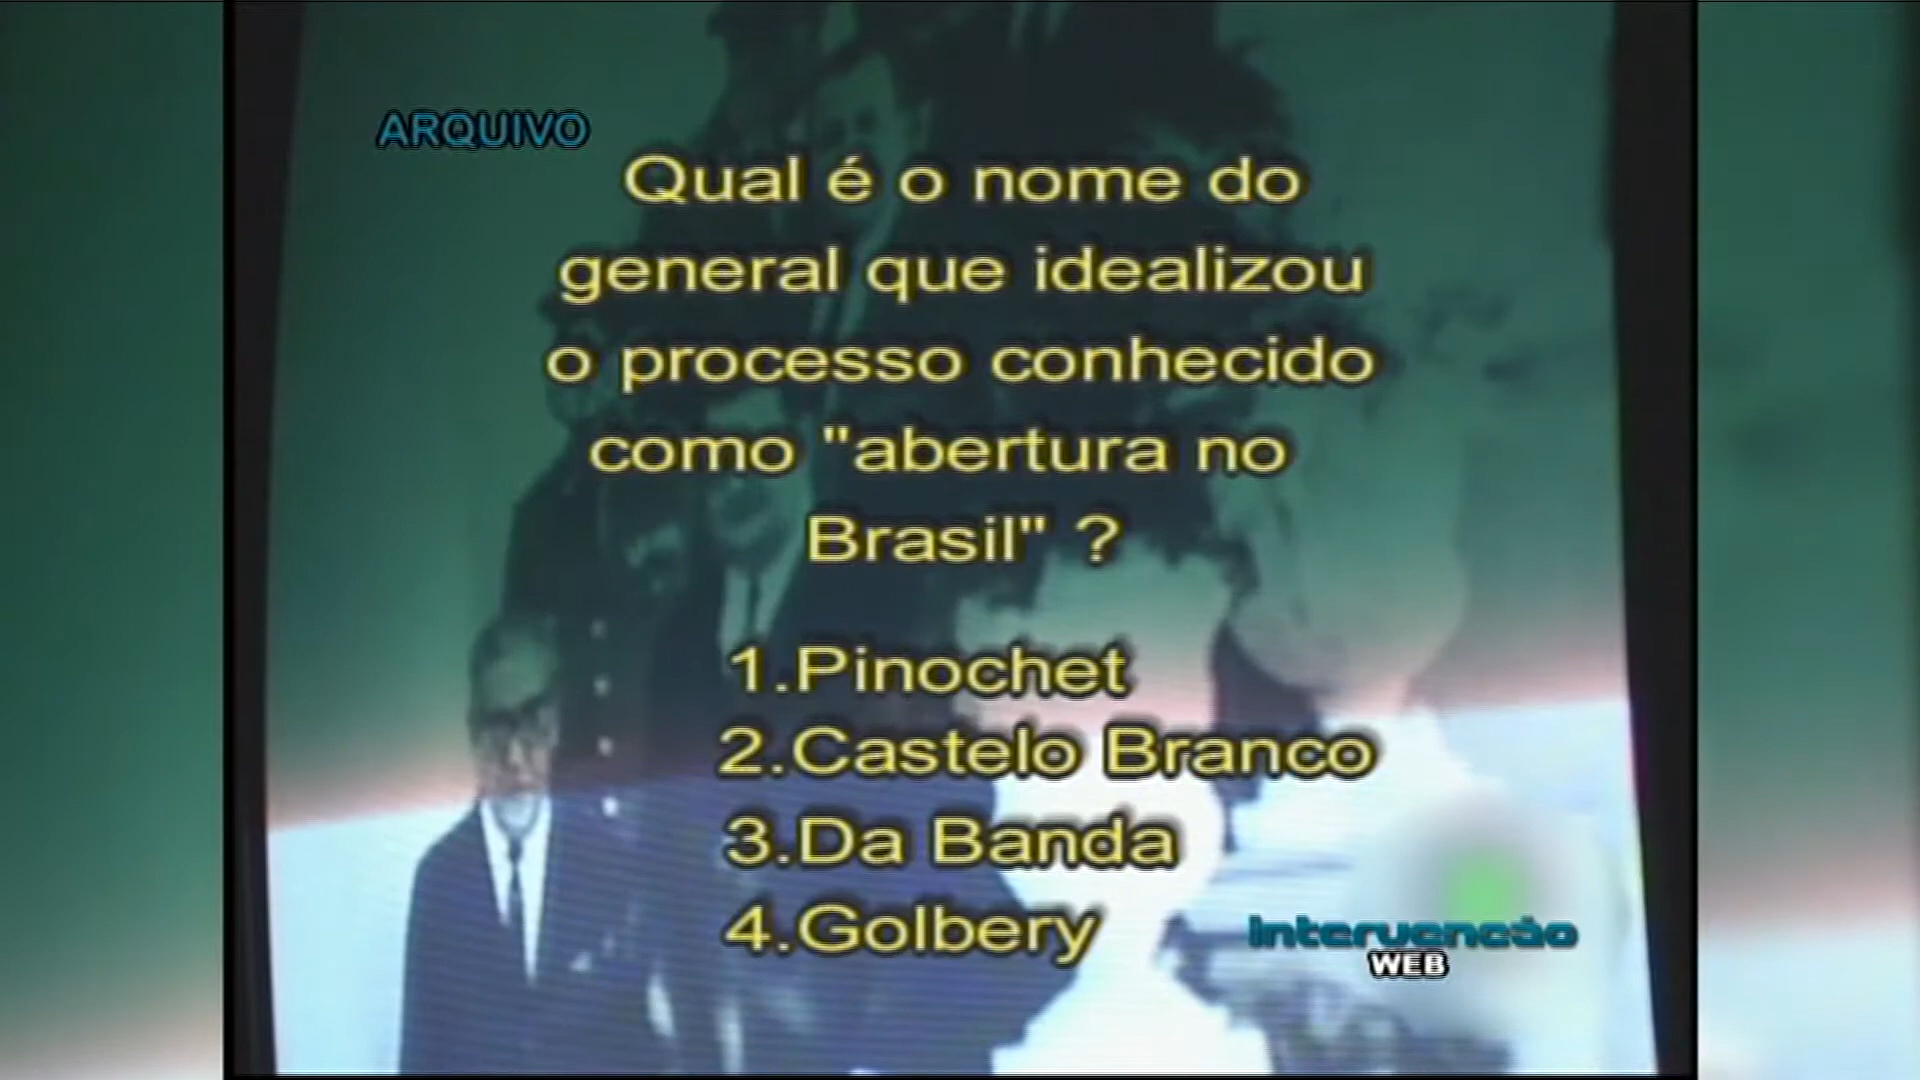 ARQUIVO
Qual é o nome do
general que idealizou
o processo conhecido
como "abertura no
Brasil" ?
1.Pinochet
2.Castelo Branco
3.Da Banda
4.Golbery
Intervenção
WEB